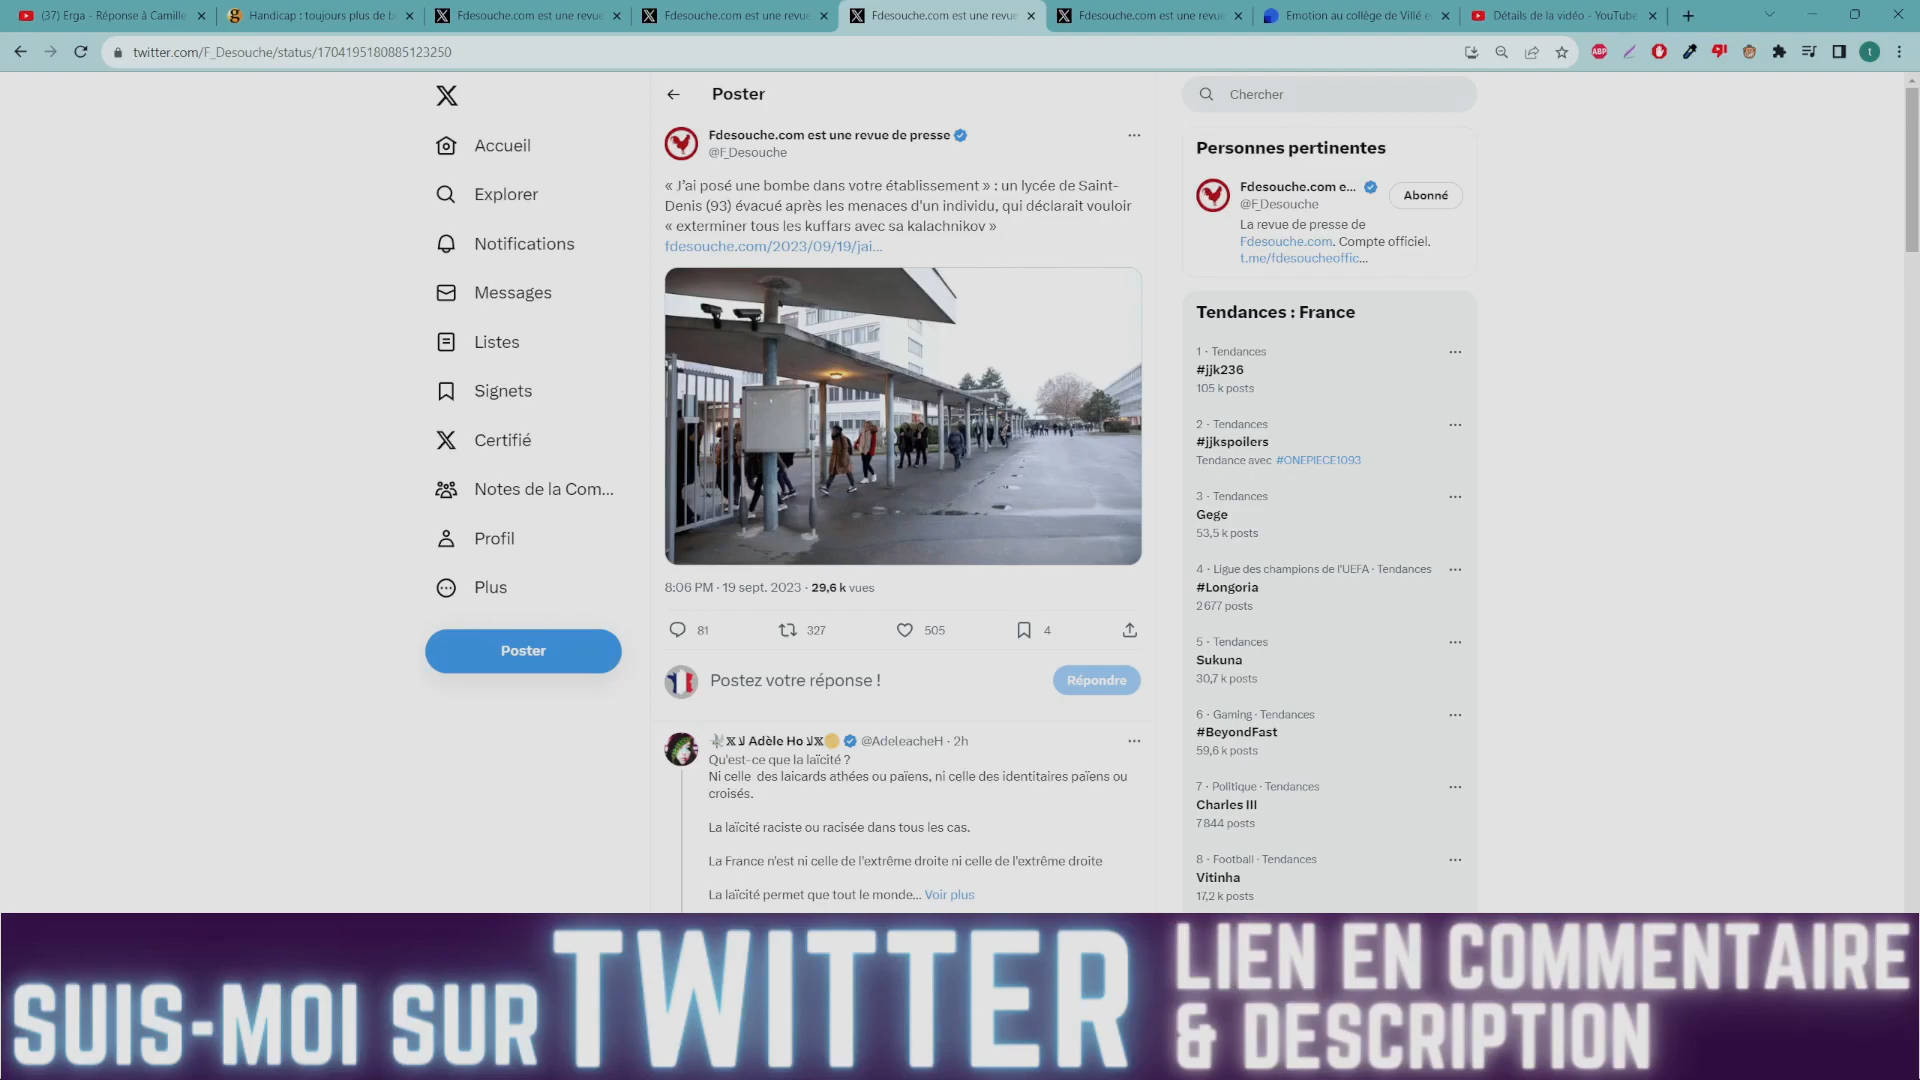 (37) Erga - Réponse à Camille
Handicap : toujours plus de b
Fdesouche.com est une revue
Fdesouche.com est une revue
Fdesouche.com est une revue
Fdesouche.com est une revue
Emotion au collège de Villé e
Détails de la vidéo - YouTube
twitter.com/F_Desouche/status/1704195180885123250
ABP
t
Accueil
Explorer
Notifications
Messages
Listes
Signets
Certifié
Notes de la Com...
Profil
Plus
Poster
Poster
Fdesouche.com est une revue de presse
@F_Desouche
« J'ai posé une bombe dans votre établissement » : un lycée de Saint-
Denis (93) évacué après les menaces d'un individu, qui déclarait vouloir
« exterminer tous les kuffars avec sa kalachnikov »
fdesouche.com/2023/09/19/jai...
8:06 PM · 19 sept. 2023 · 29,6 k vues
81
327
505
4
Postez votre réponse !
Répondre
Adèle Ho
@AdeleacheH · 2h
Qu'est-ce que la laïcité ?
Ni celle des laicards athées ou païens, ni celle des identitaires païens ou
croisés.
La laïcité raciste ou racisée dans tous les cas.
La France n'est ni celle de l'extrême droite ni celle de l'extrême droite
La laïcité permet que tout le monde... Voir plus
Chercher
Personnes pertinentes
Fdesouche.com e...
@F_Desouche
Abonné
La revue de presse de
Fdesouche.com. Compte officiel.
t.me/fdesoucheoffic...
Tendances : France
1 · Tendances
#jjk236
105 k posts
2 · Tendances
#jjkspoilers
Tendance avec #ONEPIECE1093
3 · Tendances
Gege
53,5 k posts
4 · Ligue des champions de l'UEFA · Tendances
#Longoria
2 677 posts
5 · Tendances
Sukuna
30,7 k posts
6 · Gaming · Tendances
#BeyondFast
59,6 k posts
7 · Politique · Tendances
Charles III
7 844 posts
8 · Football · Tendances
Vitinha
17,2 k posts
SUIS-MOI SUR TWITTER
LIEN EN COMMENTAIRE
& DESCRIPTION